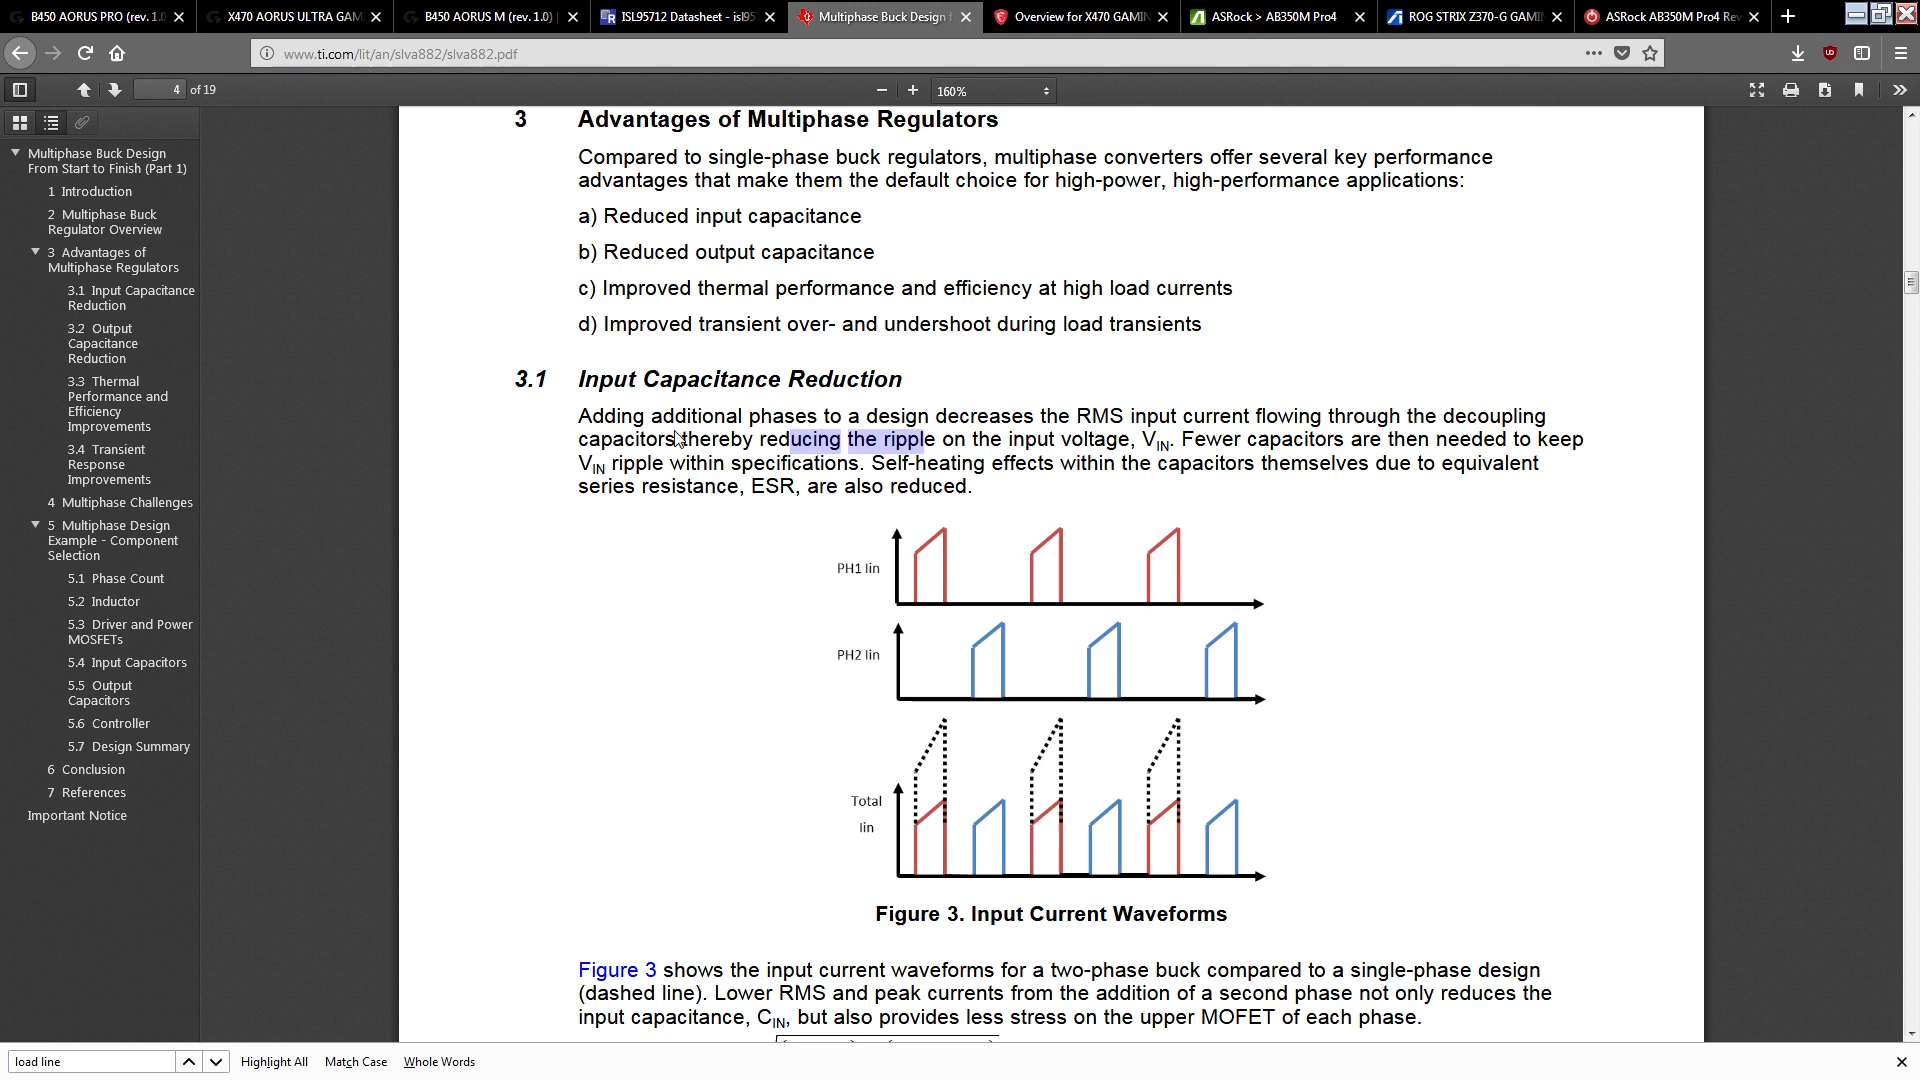 B450 AORUS PRO (rev. 1.0
X470 AORUS ULTRA GAM
B450 AORUS M (rev. 1.0) |
ISL95712 Datasheet - isl95
Multiphase Buck Design f
Overview for X470 GAMIN
ASRock > AB350M Pro4
ROG STRIX Z370-G GAMI
ASRock AB350M Pro4 Rev
www.ti.com/lit/an/slva882/slva882.pdf
4 of 19
160%
Multiphase Buck Design
From Start to Finish (Part 1)
1 Introduction
2 Multiphase Buck
Regulator Overview
3 Advantages of
Multiphase Regulators
3.1 Input Capacitance
Reduction
3.2 Output
Capacitance
Reduction
3.3 Thermal
Performance and
Efficiency
Improvements
3.4 Transient
Response
Improvements
4 Multiphase Challenges
5 Multiphase Design
Example - Component
Selection
5.1 Phase Count
5.2 Inductor
5.3 Driver and Power
MOSFETs
5.4 Input Capacitors
5.5 Output
Capacitors
5.6 Controller
5.7 Design Summary
6 Conclusion
7 References
Important Notice
3 Advantages of Multiphase Regulators
Compared to single-phase buck regulators, multiphase converters offer several key performance
advantages that make them the default choice for high-power, high-performance applications:
a) Reduced input capacitance
b) Reduced output capacitance
c) Improved thermal performance and efficiency at high load currents
d) Improved transient over- and undershoot during load transients
3.1 Input Capacitance Reduction
Adding additional phases to a design decreases the RMS input current flowing through the decoupling
capacitors thereby reducing the ripple on the input voltage, VIN. Fewer capacitors are then needed to keep
VIN ripple within specifications. Self-heating effects within the capacitors themselves due to equivalent
series resistance, ESR, are also reduced.
PH1 Iin
PH2 Iin
Total
Iin
Figure 3. Input Current Waveforms
Figure 3 shows the input current waveforms for a two-phase buck compared to a single-phase design
(dashed line). Lower RMS and peak currents from the addition of a second phase not only reduces the
input capacitance, CIN, but also provides less stress on the upper MOFET of each phase.
load line
Highlight All
Match Case
Whole Words